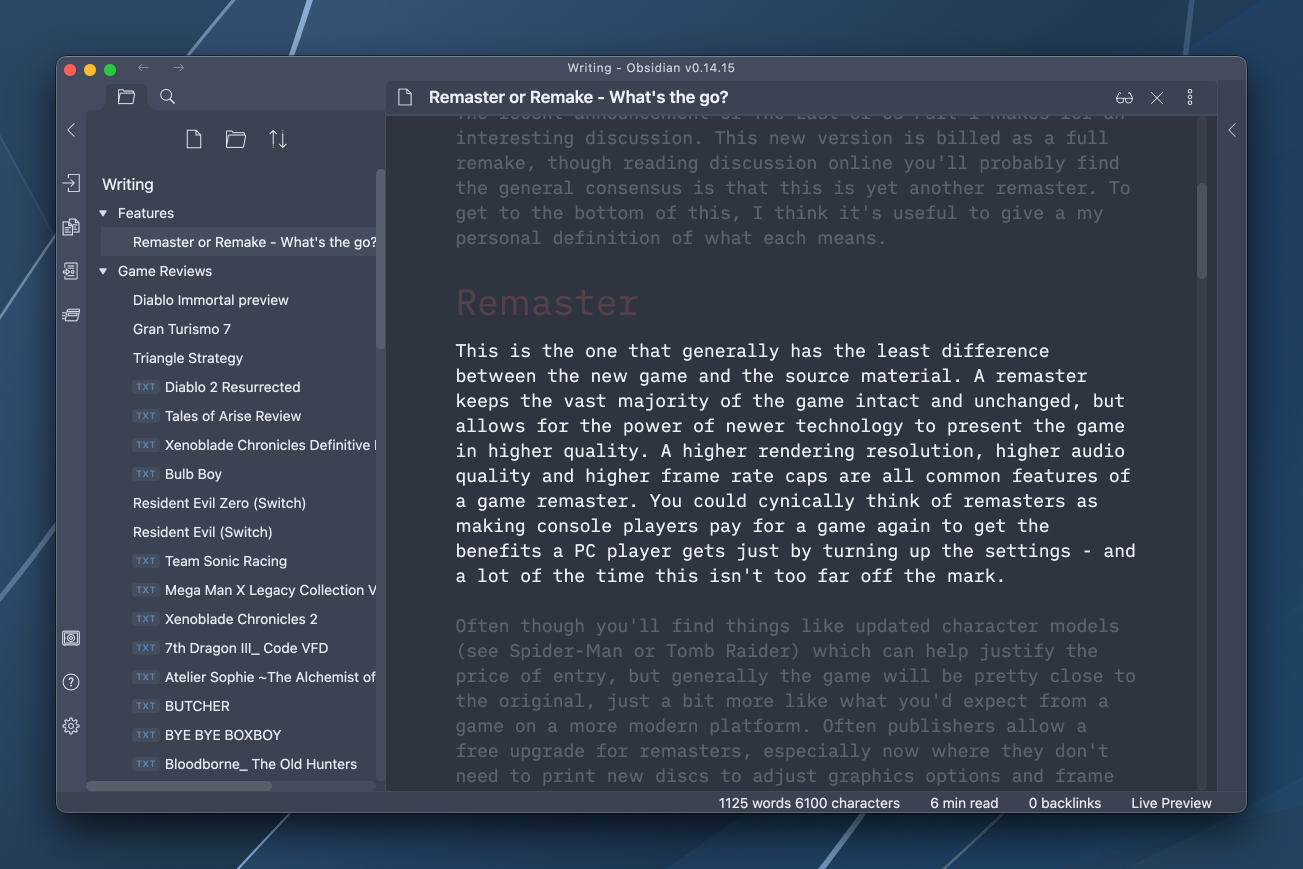 Writing - Obsidian v0.14.15
Remaster or Remake - What's the go?
Writing
Features
Remaster or Remake - What's the go?
Game Reviews
Diablo Immortal preview
Gran Turismo 7
Triangle Strategy
TXT Diablo 2 Resurrected
TXT Tales of Arise Review
TXT Xenoblade Chronicles Definitive
TXT Bulb Boy
Resident Evil Zero (Switch)
Resident Evil (Switch)
TXT Team Sonic Racing
TXT Mega Man X Legacy Collection V
TXT Xenoblade Chronicles 2
TXT 7th Dragon III_ Code VFD
TXT Atelier Sophie ~The Alchemist of
TXT BUTCHER
TXT BYE BYE BOXBOY
TXT Bloodborne_ The Old Hunters
The recent announcement of The Last of Us Part I makes for an
interesting discussion. This new version is billed as a full
remake, though reading discussion online you'll probably find
the general consensus is that this is yet another remaster. To
get to the bottom of this, I think it's useful to give a my
personal definition of what each means.
Remaster
This is the one that generally has the least difference
between the new game and the source material. A remaster
keeps the vast majority of the game intact and unchanged, but
allows for the power of newer technology to present the game
in higher quality. A higher rendering resolution, higher audio
quality and higher frame rate caps are all common features of
a game remaster. You could cynically think of remasters as
making console players pay for a game again to get the
benefits a PC player gets just by turning up the settings - and
a lot of the time this isn't too far off the mark.
Often though you'll find things like updated character models
(see Spider-Man or Tomb Raider) which can help justify the
price of entry, but generally the game will be pretty close to
the original, just a bit more like what you'd expect from a
game on a more modern platform. Often publishers allow a
free upgrade for remasters, especially now where they don't
need to print new discs to adjust graphics options and frame
1125 words 6100 characters
6 min read
0 backlinks
Live Preview